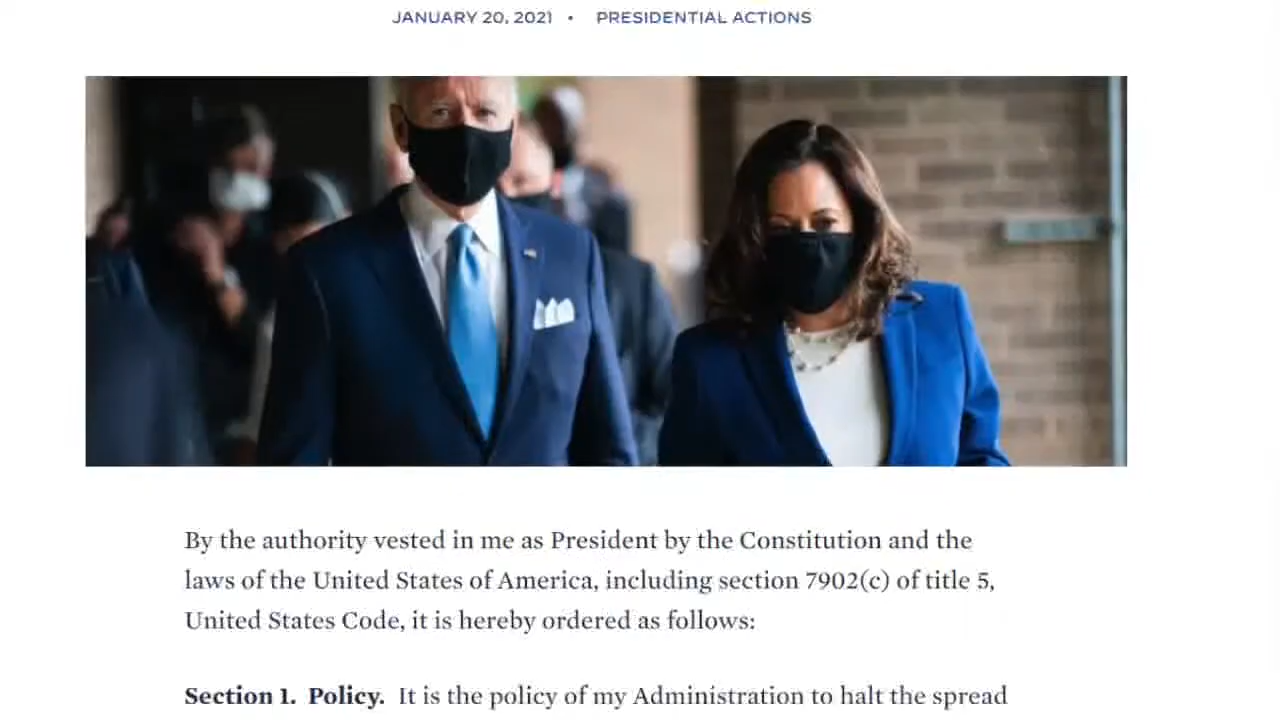 JANUARY 20, 2021 • PRESIDENTIAL ACTIONS
By the authority vested in me as President by the Constitution and the
laws of the United States of America, including section 7902(c) of title 5,
United States Code, it is hereby ordered as follows:
Section 1. Policy. It is the policy of my Administration to halt the spread